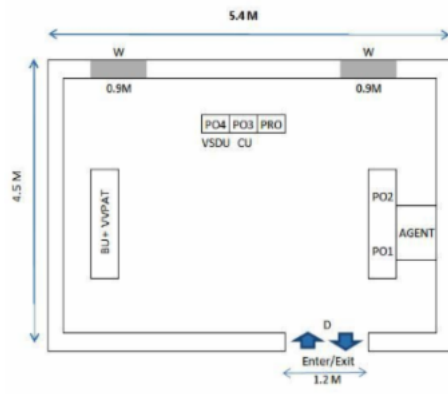 5.4 M
W
W
0.9M
0.9M
PO4 PO3 PRO
VSDU CU
4.5 M
BU+ VVPAT
PO2
AGENT
PO1
D
Enter/Exit
1.2 M